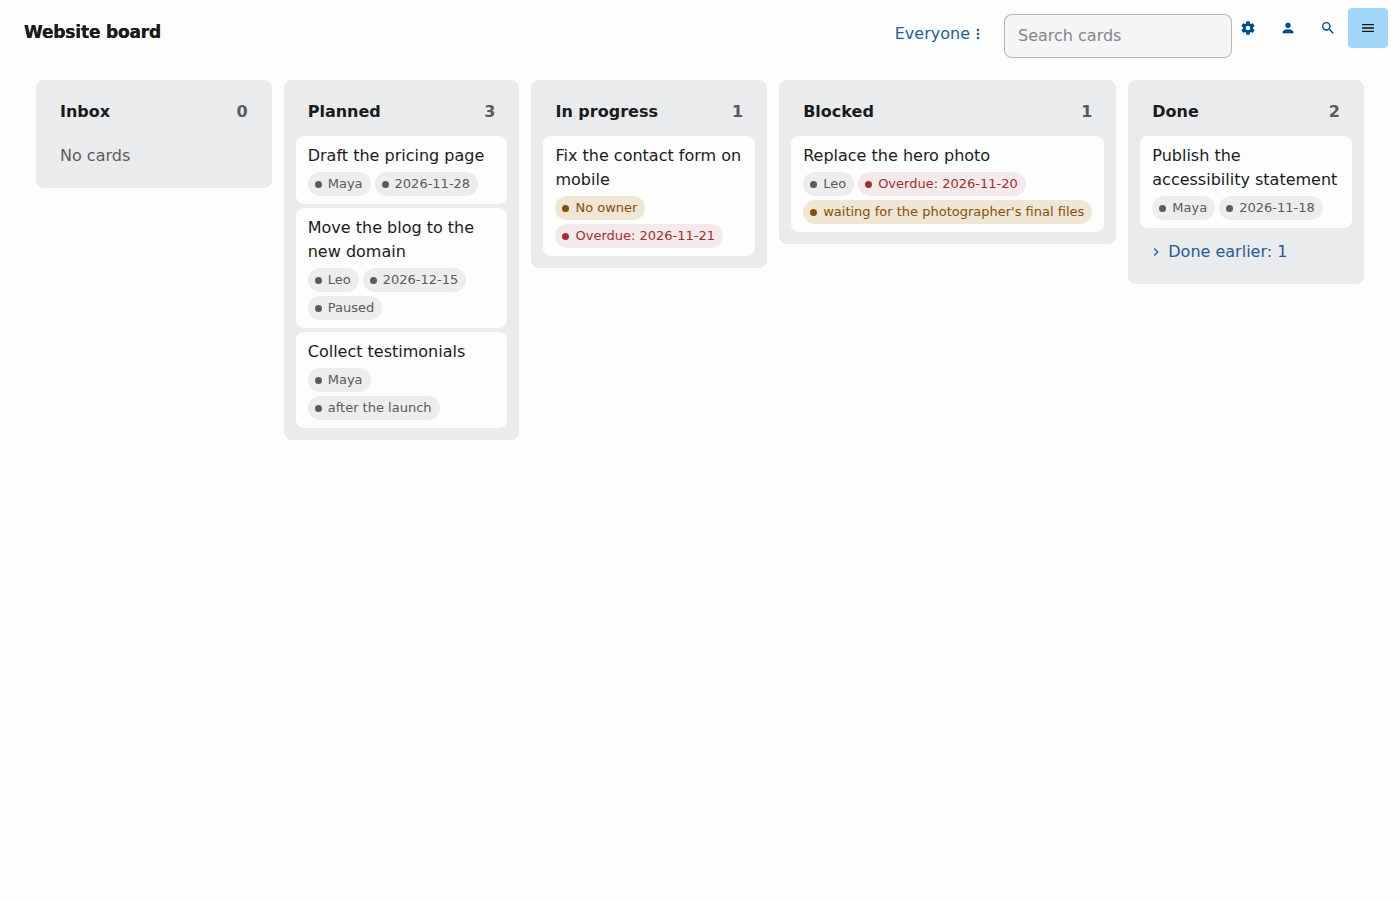 Website board
Everyone
Search cards
Inbox 0
No cards
Planned 3
Draft the pricing page
Maya 2026-11-28
Move the blog to the
new domain
Leo 2026-12-15
Paused
Collect testimonials
Maya
after the launch
In progress 1
Fix the contact form on
mobile
No owner
Overdue: 2026-11-21
Blocked 1
Replace the hero photo
Leo Overdue: 2026-11-20
waiting for the photographer's final files
Done 2
Publish the
accessibility statement
Maya 2026-11-18
Done earlier: 1